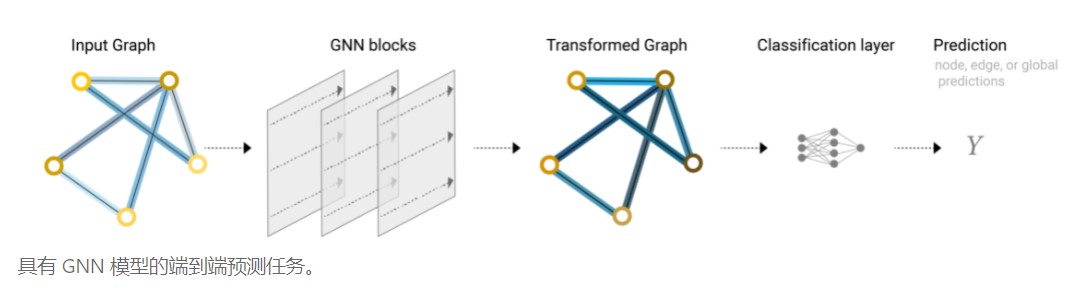 Input Graph
GNN blocks
Transformed Graph
Classification layer
Prediction
node, edge, or global
predictions
Y
具有 GNN 模型的端到端预测任务。